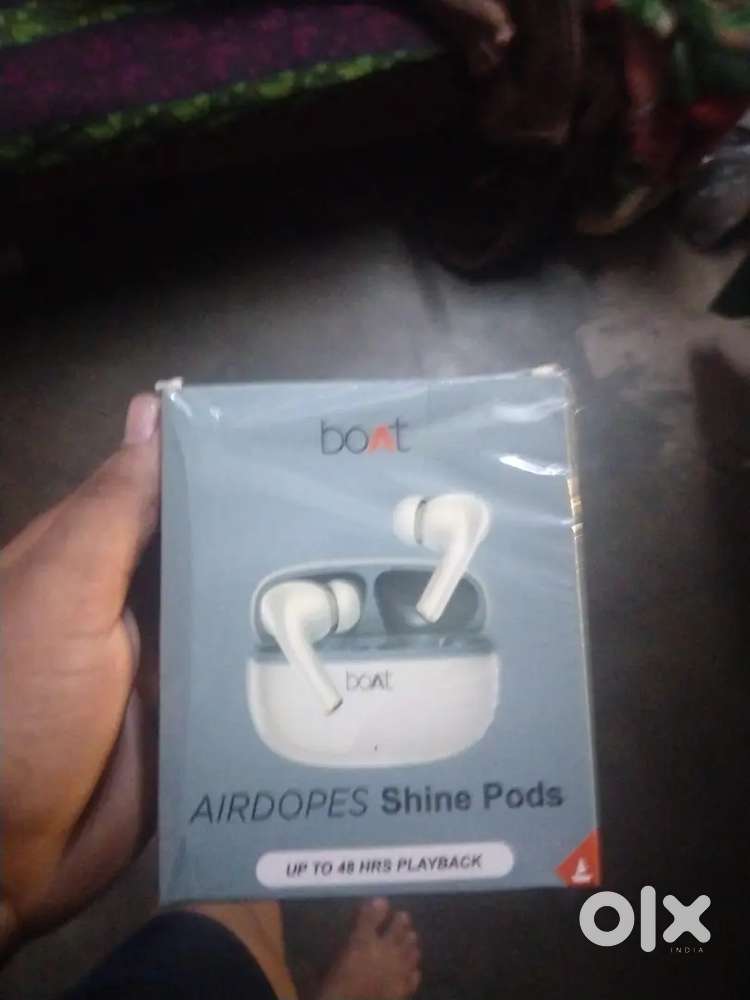 boAt
boAt
AIRDOPES Shine Pods
UP TO 48 HRS PLAYBACK
olx
INDIA